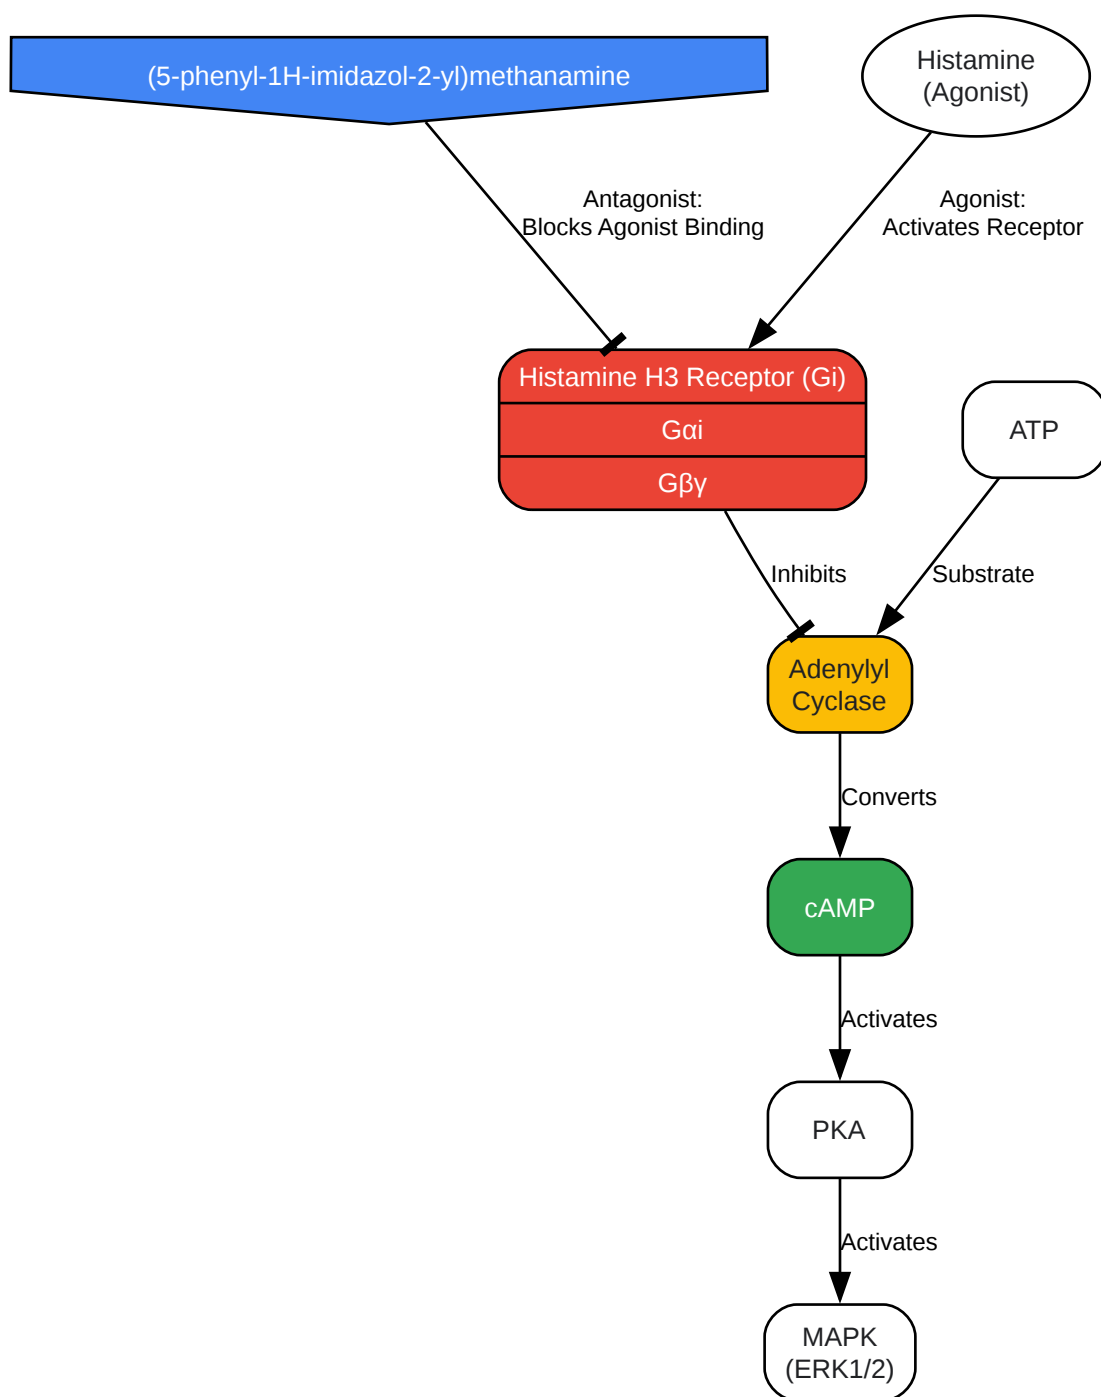 (5-phenyl-1H-imidazol-2-yl)methanamine
Histamine
(Agonist)
Antagonist:
Blocks Agonist Binding
Agonist:
Activates Receptor
Histamine H3 Receptor (Gi)
Gαi
Gβγ
ATP
Inhibits
Substrate
Adenylyl
Cyclase
Converts
cAMP
Activates
PKA
Activates
MAPK
(ERK1/2)